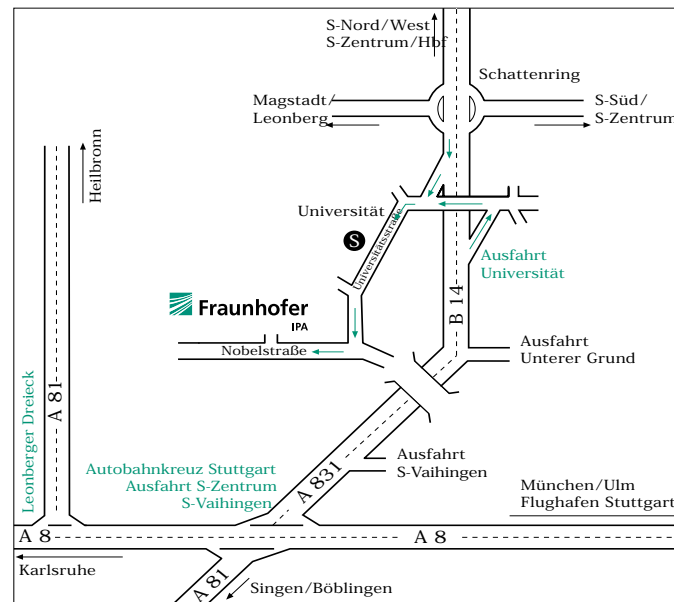 S-Nord/West
S-Zentrum/Hbf
Schattenring
Magstadt/
Leonberg
S-Süd/
S-Zentrum
Heilbronn
Universität
S
Universitätsstraße
Ausfahrt
Universität
Fraunhofer
IPA
B 14
Nobelstraße
Ausfahrt
Unterer Grund
Leonberger Dreieck
A 81
Autobahnkreuz Stuttgart
Ausfahrt S-Zentrum
S-Vaihingen
A 831
Ausfahrt
S-Vaihingen
München/Ulm
Flughafen Stuttgart
A 8
A 8
Karlsruhe
A 81
Singen/Böblingen